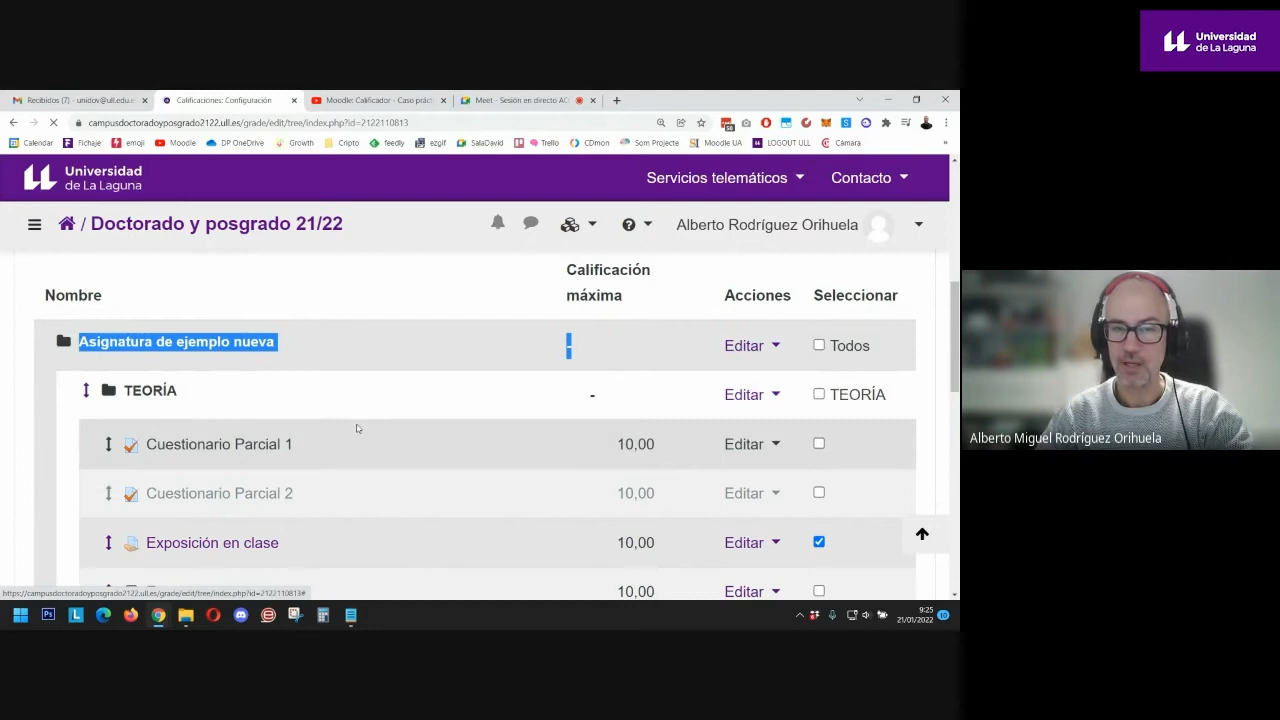 Universidad
de La Laguna
Recibidos (7) - unidov@ull.edu.e
Calificaciones: Configuración
Moodle: Calificador - Caso práct
Meet - Sesión en directo AC
campusdoctoradoyposgrado2122.ull.es/grade/edit/tree/index.php?id=2122110813
Calendar
Fichaje
emoji
Moodle
DP OneDrive
Growth
Cripto
feedly
ezgif
SalaDavid
Trello
CDmon
Som Projecte
Moodle UA
LOGOUT ULL
Cámara
Universidad
de La Laguna
Servicios telemáticos
Contacto
/ Doctorado y posgrado 21/22
Alberto Rodríguez Orihuela
Nombre
Calificación
máxima
Acciones
Seleccionar
Asignatura de ejemplo nueva - Editar Todos
TEORÍA - Editar TEORÍA
Cuestionario Parcial 1 10,00 Editar
Cuestionario Parcial 2 10,00 Editar
Exposición en clase 10,00 Editar
10,00 Editar
https://campusdoctoradoyposgrado2122.ull.es/grade/edit/tree/index.php?id=2122110813#
9:25
21/01/2022
Alberto Miguel Rodríguez Orihuela